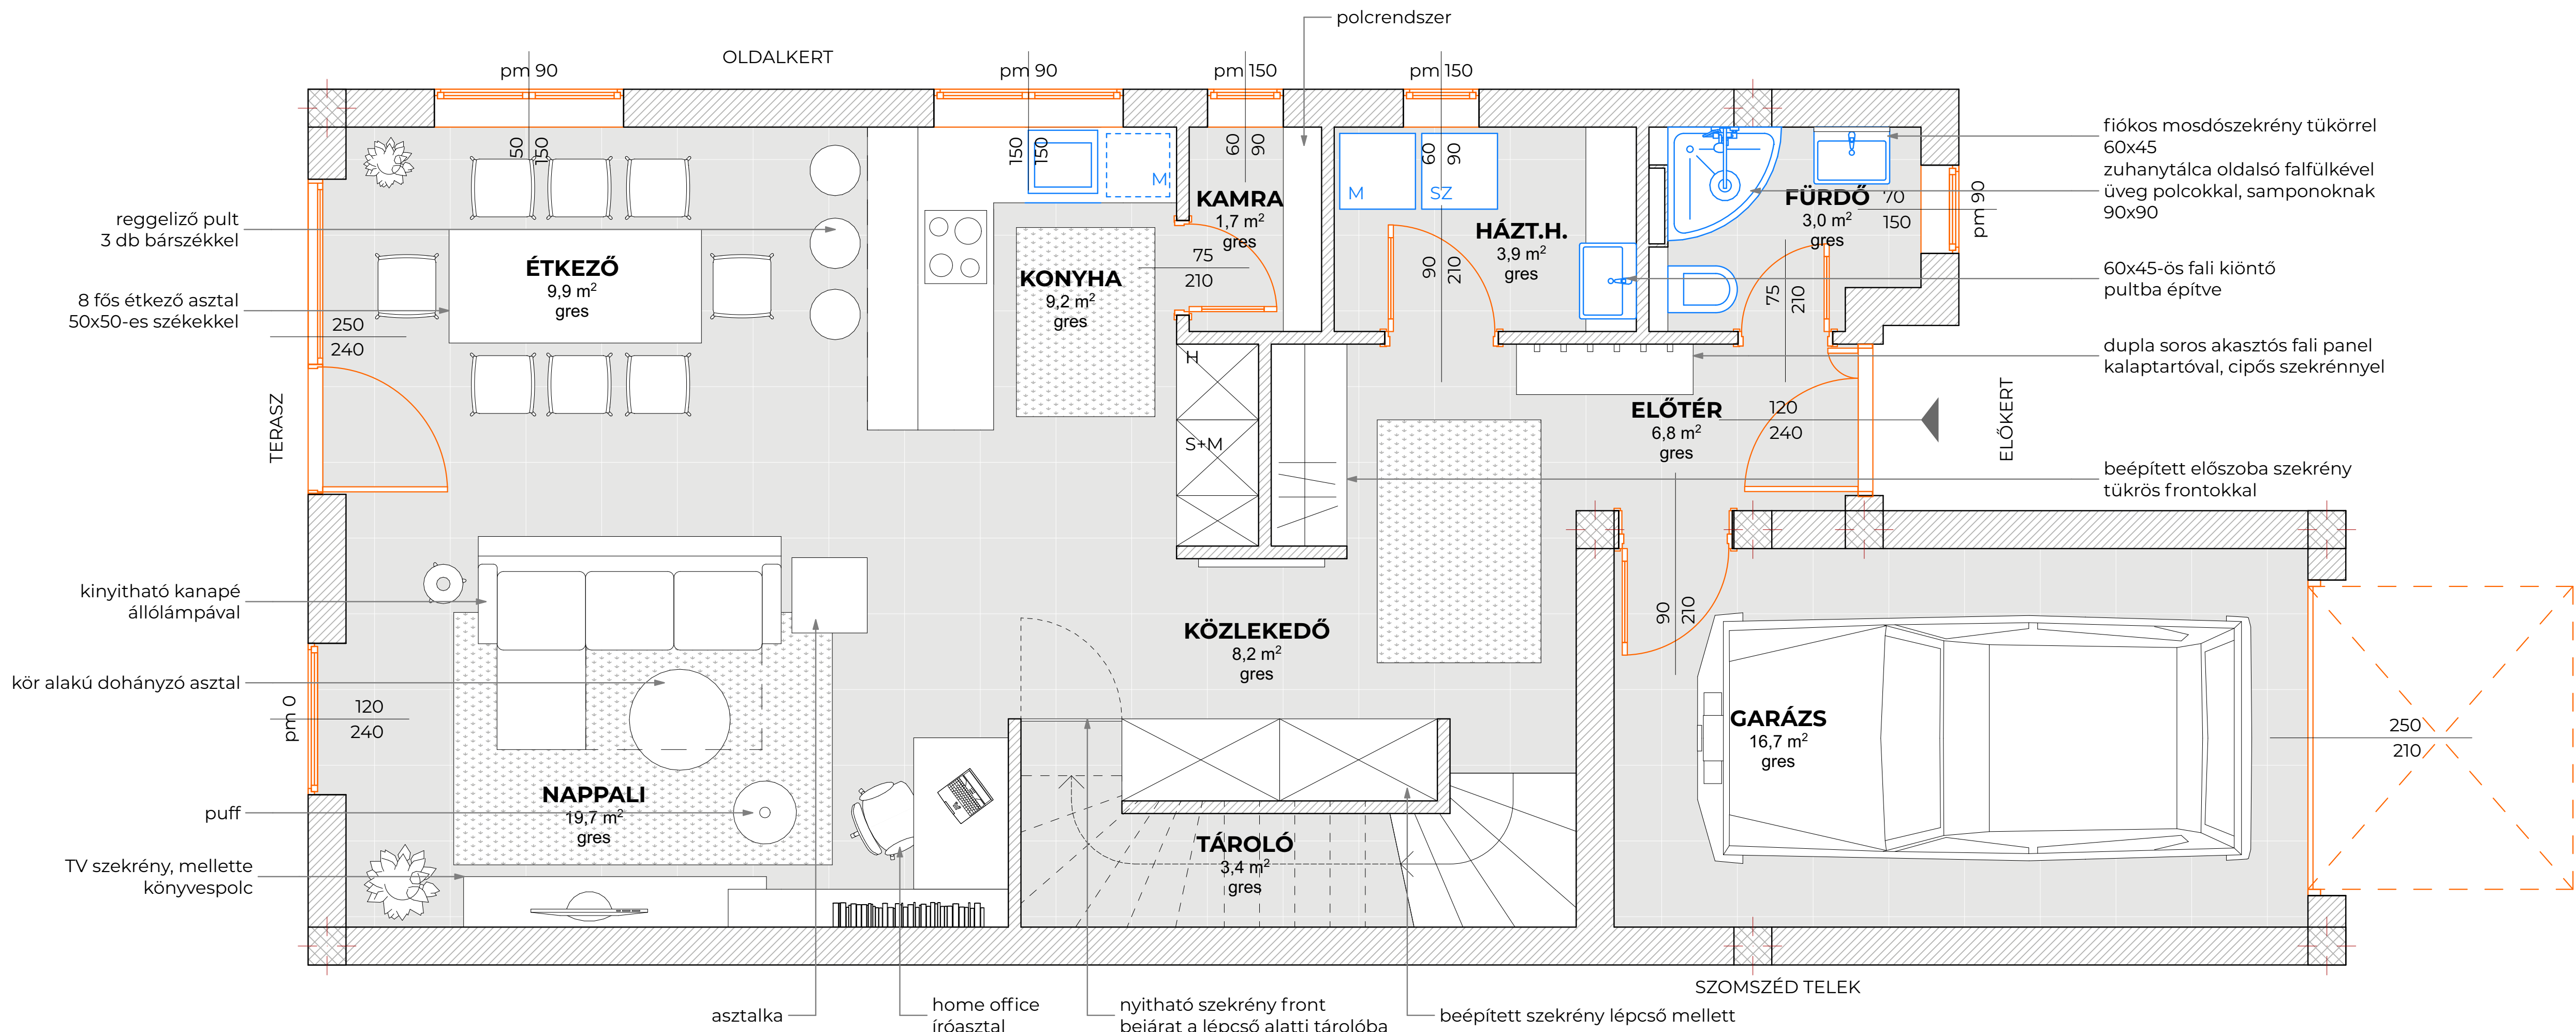 polcrendszer
OLDALKERT
pm 90
pm 90
pm 150
pm 150
fiókos mosdószekrény tükörrel
60x45
zuhanytálca oldalsó falfülkével
üveg polcokkal, samponoknak
90x90
50
150
150
150
M
60
90
KAMRA
1,7 m²
gres
75
210
M
SZ
60
90
HÁZT.H.
3,9 m²
gres
90
210
FÜRDŐ
3,0 m²
gres
70
150
pm 90
75
210
reggeliző pult
3 db bárszékkel
ÉTKEZŐ
9,9 m²
gres
KONYHA
9,2 m²
gres
60x45-ös fali kiöntő
pultba építve
8 fős étkező asztal
50x50-es székekkel
250
240
TERASZ
H
S+M
dupla soros akasztós fali panel
kalaptartóval, cipős szekrénnyel
ELŐTÉR
6,8 m²
gres
120
240
ELŐKERT
beépített előszoba szekrény
tükrös frontokkal
kinyitható kanapé
állólámpával
90
210
KÖZLEKEDŐ
8,2 m²
gres
kör alakú dohányzó asztal
pm 0
120
240
GARÁZS
16,7 m²
gres
250
210
NAPPALI
19,7 m²
gres
puff
TÁROLÓ
3,4 m²
gres
TV szekrény, mellette
könyvespolc
SZOMSZÉD TELEK
asztalka
home office
íróasztal
nyitható szekrény front
bejárat a lépcső alatti tárolóba
beépített szekrény lépcső mellett